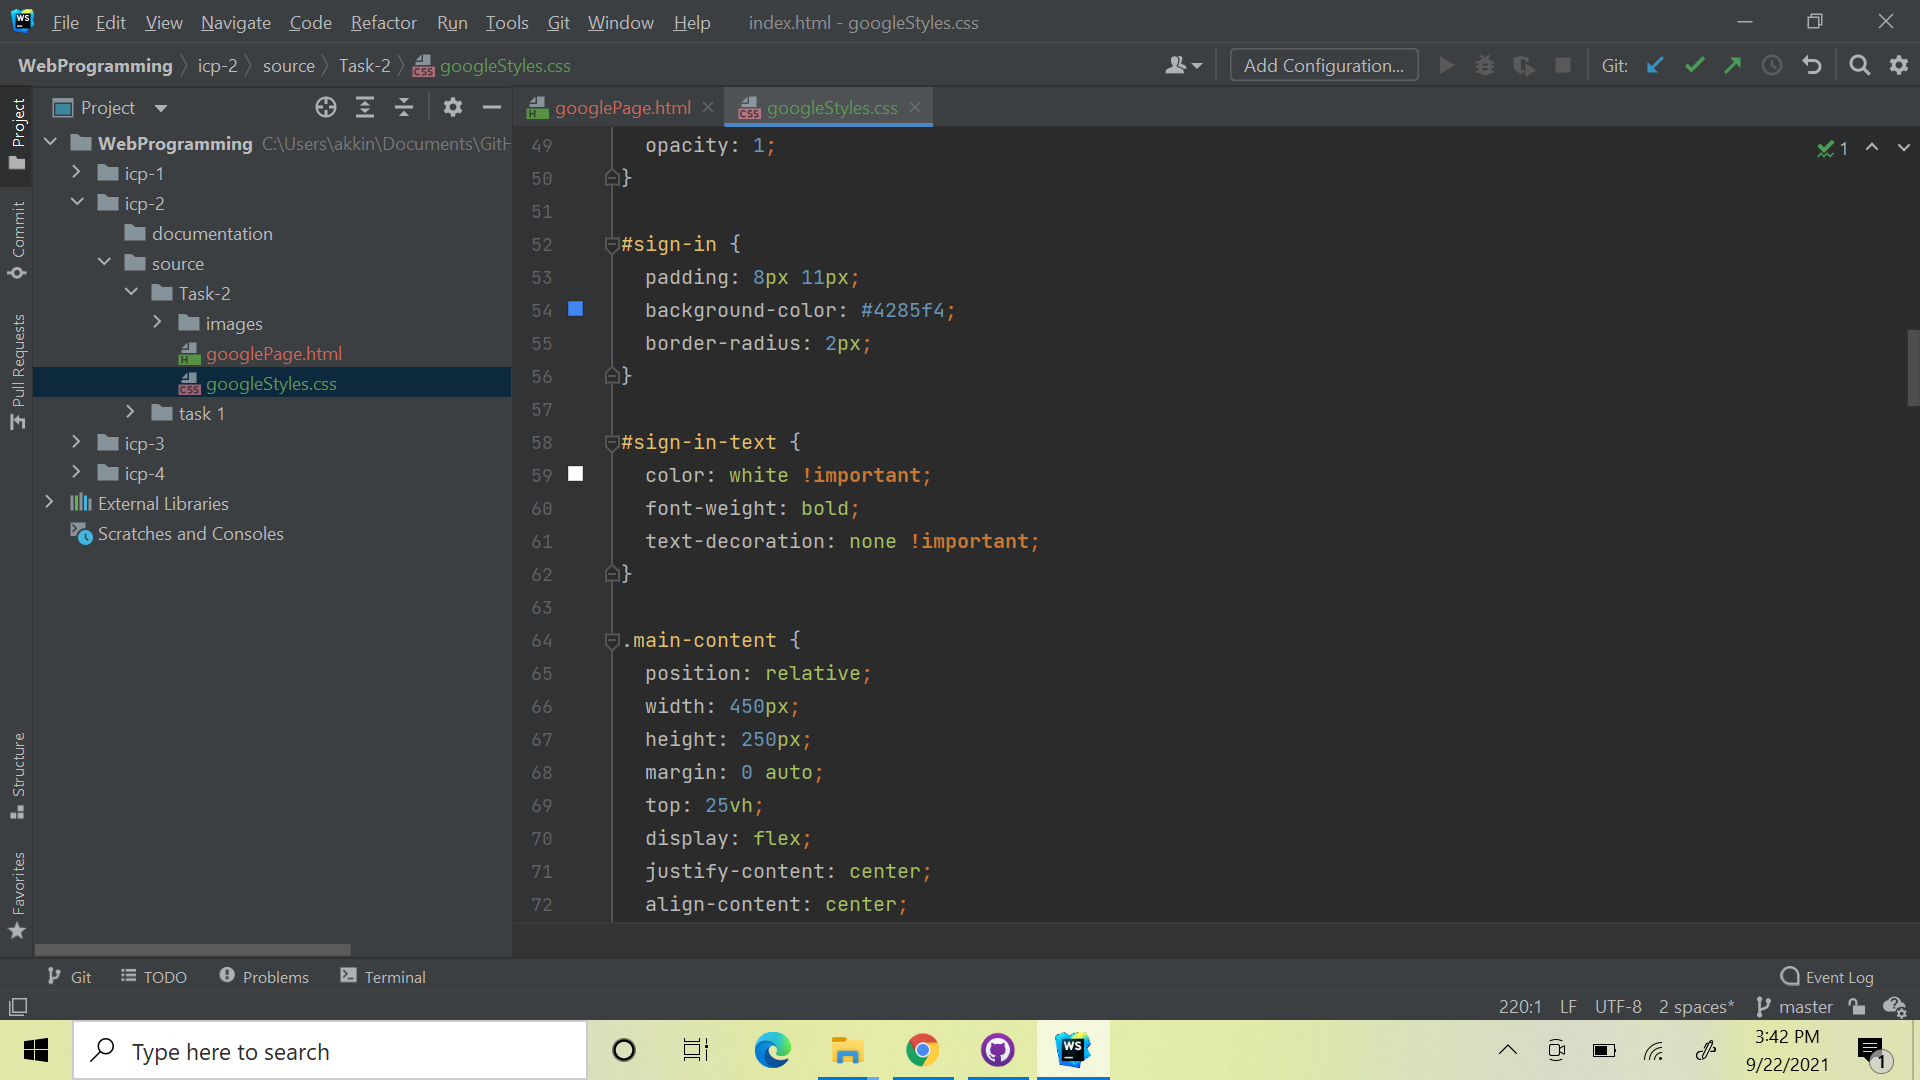 WS File Edit View Navigate Code Refactor Run Tools Git Window Help index.html - googleStyles.css
WebProgramming icp-2 source Task-2 CSS googleStyles.css Add Configuration... Git:
Project
Commit
Pull Requests
Structure
Favorites
Project
WebProgramming C:\Users\akkin\Documents\GitH
icp-1
icp-2
documentation
source
Task-2
images
H googlePage.html
CSS googleStyles.css
task 1
icp-3
icp-4
External Libraries
Scratches and Consoles
H googlePage.html CSS googleStyles.css
1
49 opacity: 1;
50 }
51
52 #sign-in {
53 padding: 8px 11px;
54 background-color: #4285f4;
55 border-radius: 2px;
56 }
57
58 #sign-in-text {
59 color: white !important;
60 font-weight: bold;
61 text-decoration: none !important;
62 }
63
64 .main-content {
65 position: relative;
66 width: 450px;
67 height: 250px;
68 margin: 0 auto;
69 top: 25vh;
70 display: flex;
71 justify-content: center;
72 align-content: center;
Git TODO Problems Terminal Event Log
220:1 LF UTF-8 2 spaces* master
Type here to search
WS
3:42 PM
9/22/2021
1